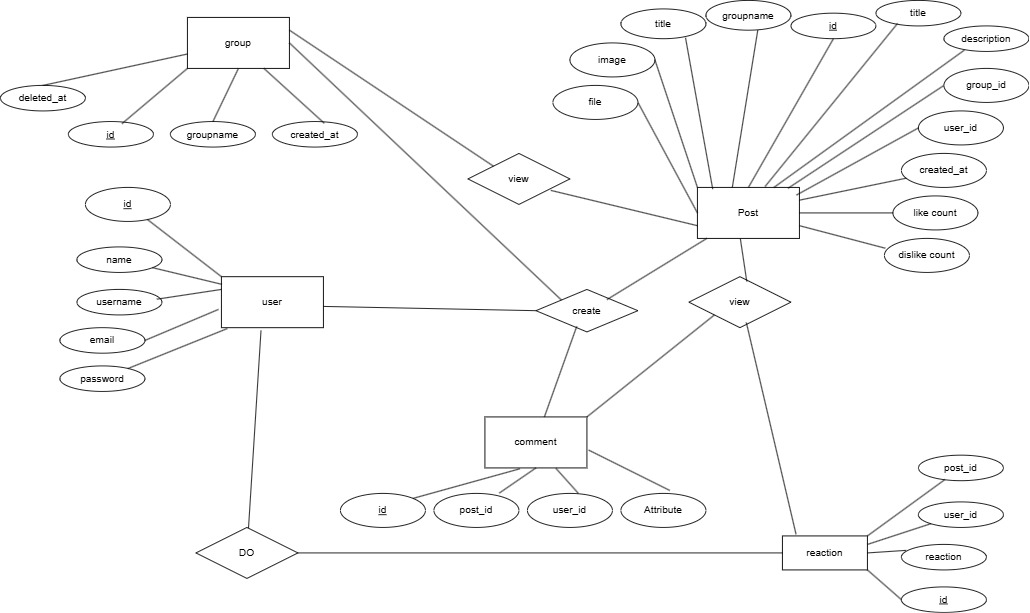 group
deleted_at
id
groupname
created_at
title
groupname
id
title
description
image
group_id
file
user_id
created_at
view
Post
like count
dislike count
id
name
username
email
password
user
create
view
comment
id
post_id
user_id
Attribute
DO
reaction
post_id
user_id
reaction
id